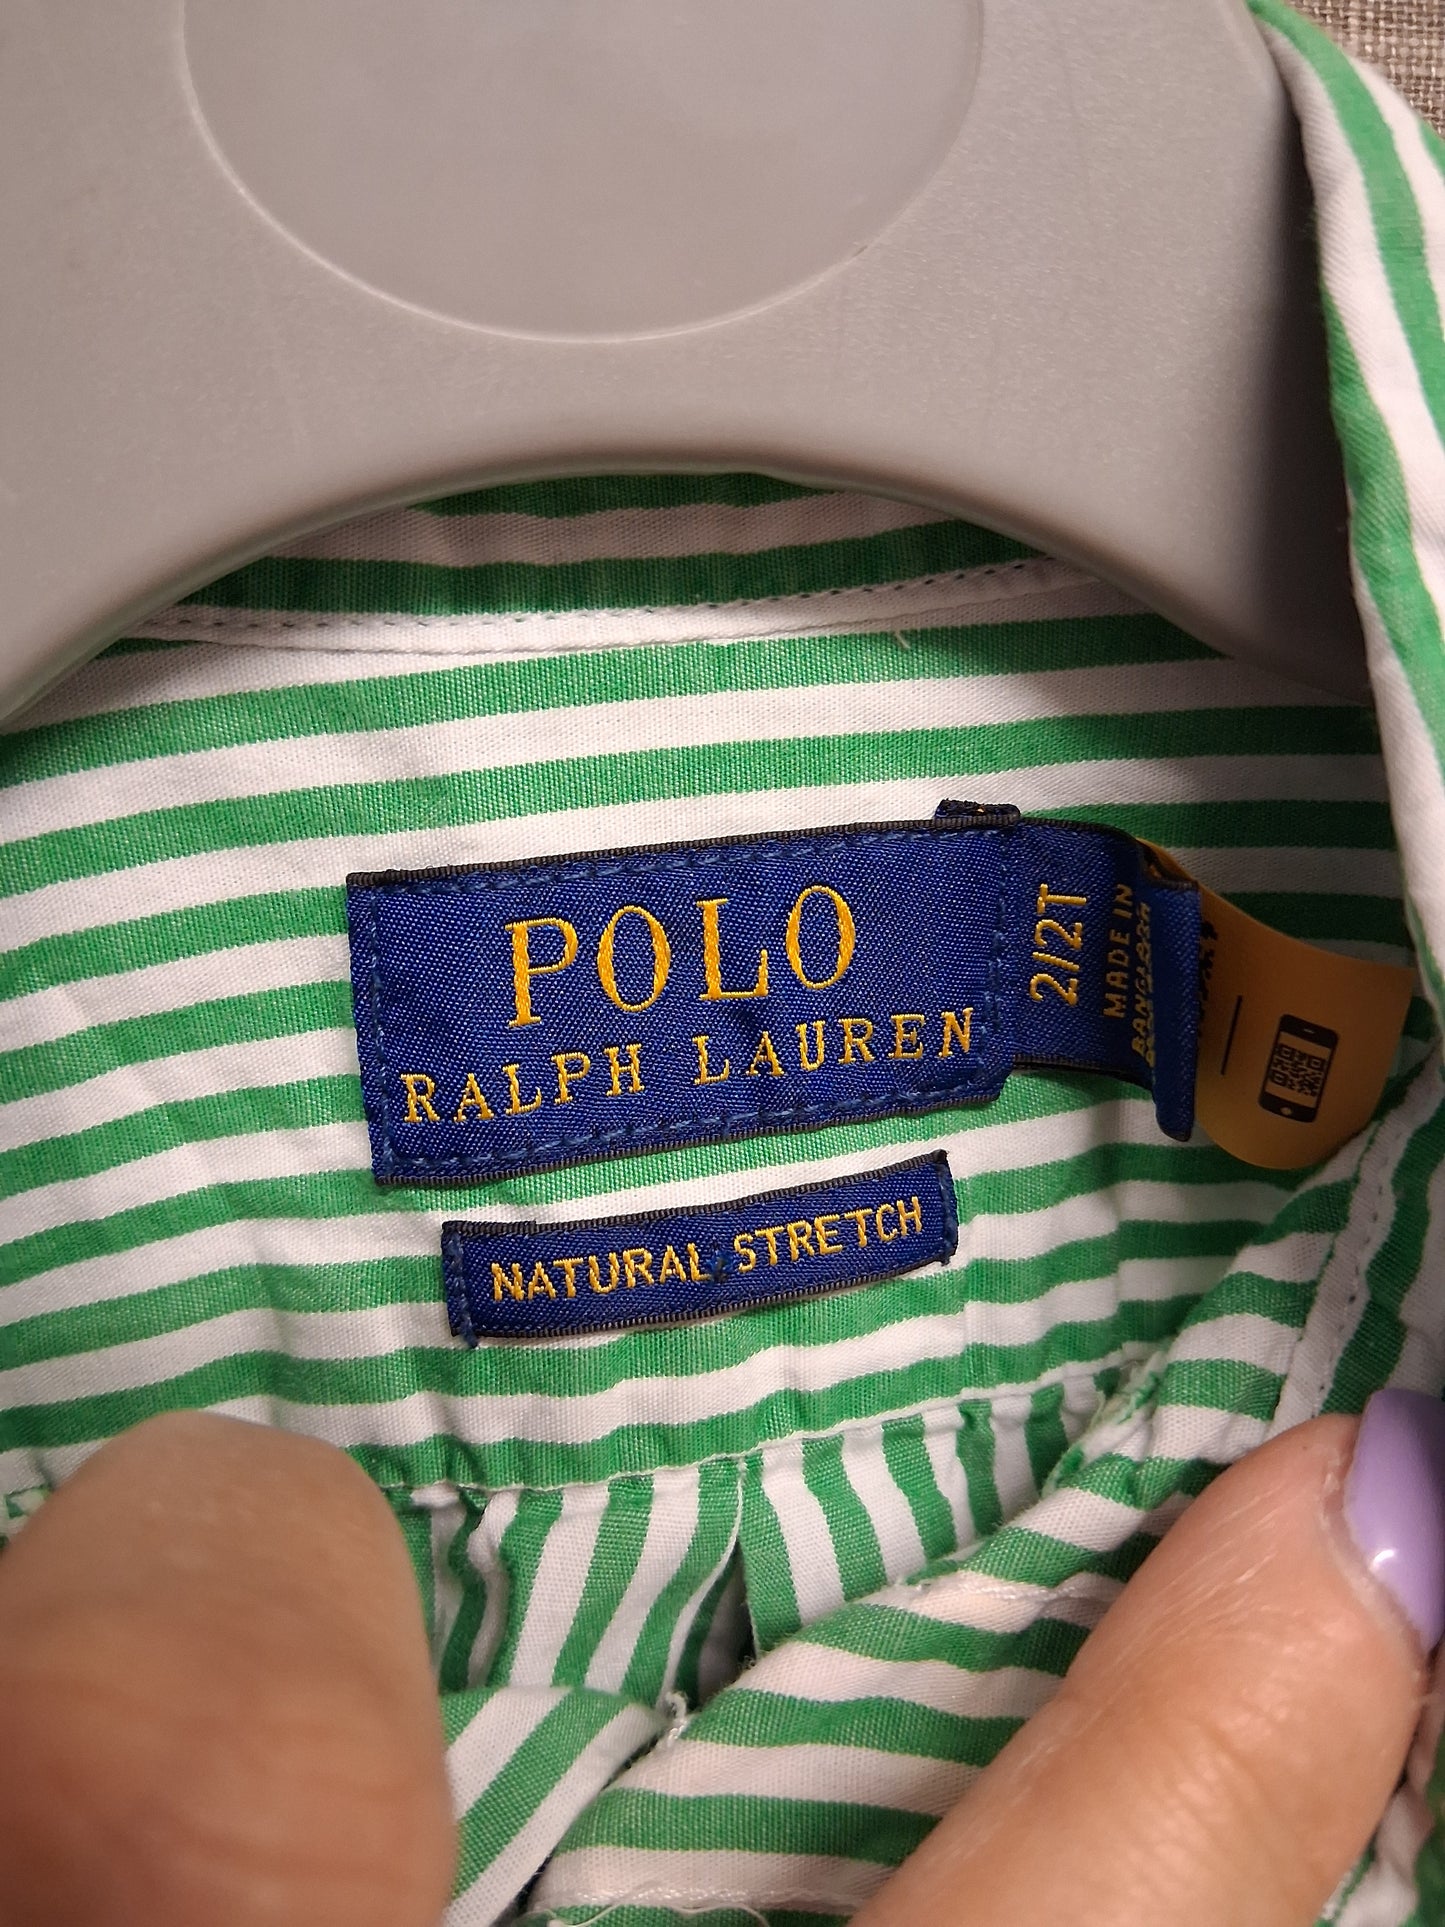 POLO
RALPH LAUREN
2/2T
MADE IN
NATURAL STRETCH